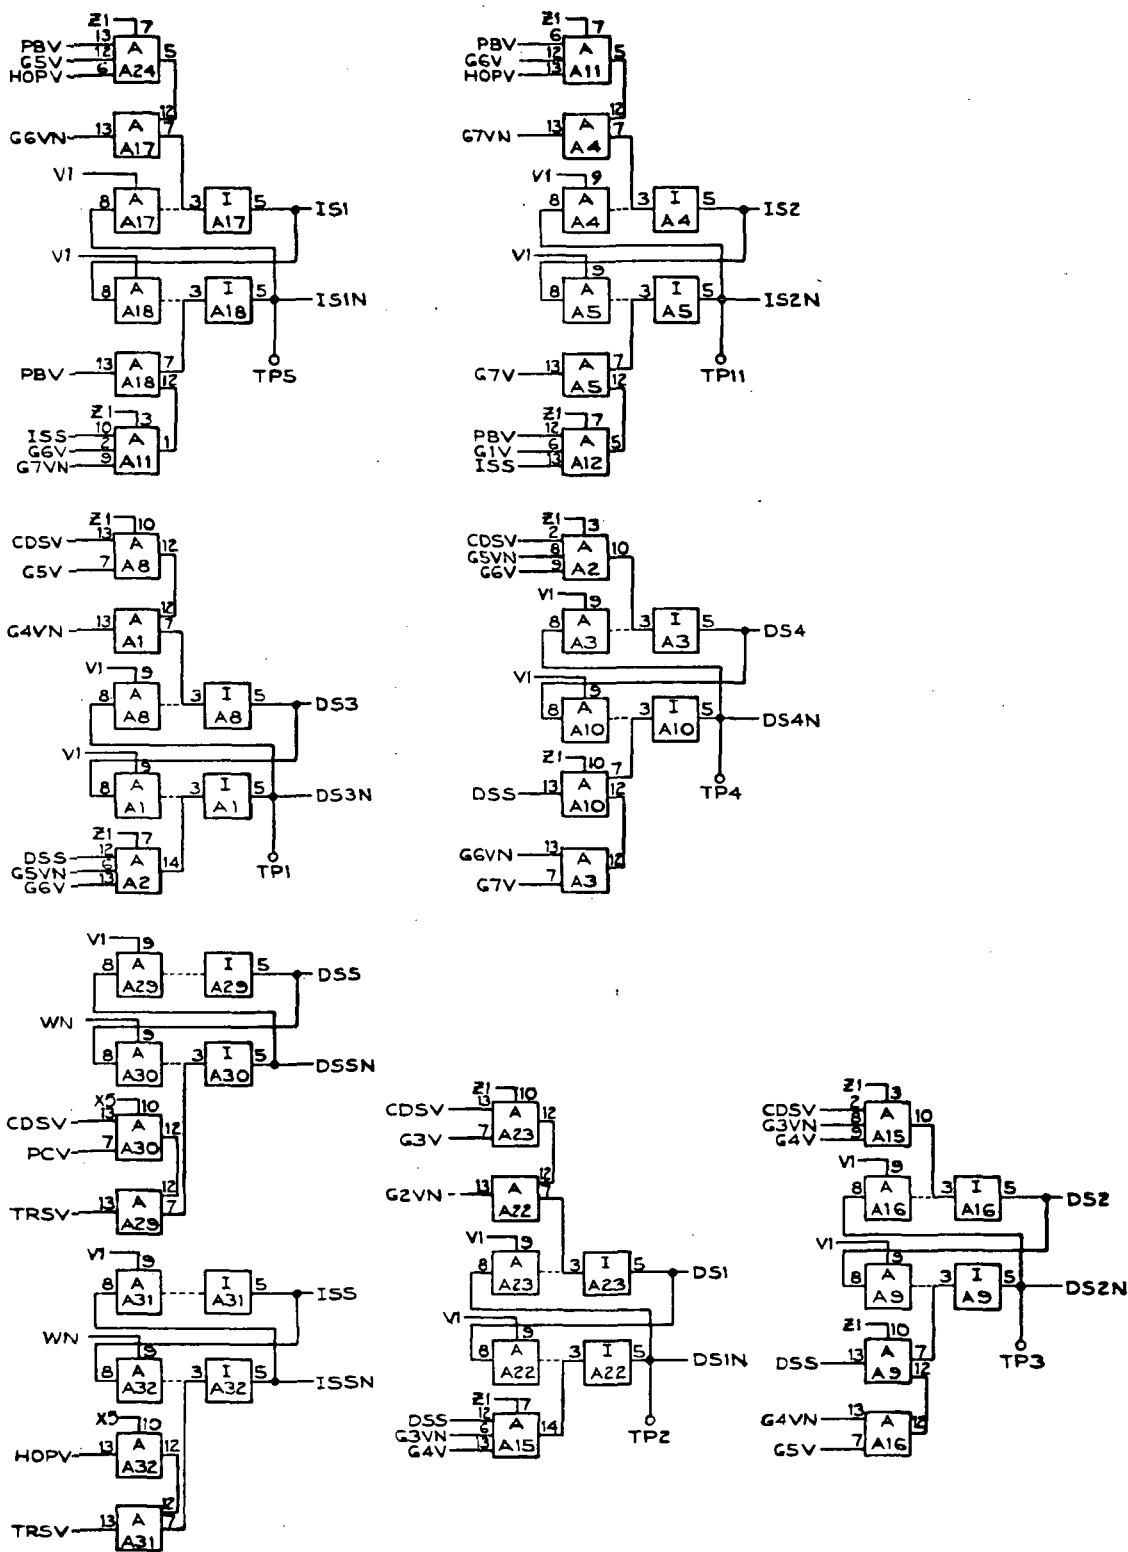 Z1 7
PBV 13
G5V 12
HOPV 6
A A24 5
12
G6VN 13 A A17 7
V1
8 A A17 3 I A17 5 IS1
V1
8 A A18 3 I A18 5 IS1N
PBV 13 A A18 7
12
TP5
Z1 3
ISS 10
G6V 2
G7VN 9
A A11 1
Z1 7
PBV 6
G6V 12
HOPV 13
A A11 5
12
G7VN 13 A A4 7
V1 9
8 A A4 3 I A4 5 IS2
V1 9
8 A A5 3 I A5 5 IS2N
G7V 13 A A5 7
12
TP11
Z1 7
PBV 12
G1V 6
ISS 13
A A12 5
Z1 10
CDSV 13
G5V 7
A A8 12
12
G4VN 13 A A1 7
V1 9
8 A A8 3 I A8 5 DS3
V1 9
8 A A1 3 I A1 5 DS3N
Z1 7
DSS 12
G5VN 6
G6V 13
A A2 14
TP1
Z1 3
CDSV 2
G5VN 8
G6V 9
A A2 10
V1 9
8 A A3 3 I A3 5 DS4
V1 9
8 A A10 3 I A10 5 DS4N
Z1 10
DSS 13 A A10 7
12
TP4
G6VN 13
G7V 7
A A3 12
V1 9
8 A A29 I A29 5 DSS
WN 9
8 A A30 3 I A30 5 DSSN
X5 10
CDSV 13
PCV 7
A A30 12
12
TRSV 13 A A29 7
V1 9
8 A A31 I A31 5 ISS
WN 9
8 A A32 3 I A32 5 ISSN
X5 10
HOPV 13 A A32 12
12
TRSV 13 A A31 7
Z1 10
CDSV 13
G3V 7
A A23 12
12
G2VN 13 A A22 7
V1 9
8 A A23 3 I A23 5 DS1
V1 9
8 A A22 3 I A22 5 DS1N
Z1 7
DSS 12
G3VN 6
G4V 13
A A15 14
TP2
Z1 3
CDSV 2
G3VN 8
G4V 9
A A15 10
V1 9
8 A A16 3 I A16 5 DS2
V1 9
8 A A9 3 I A9 5 DS2N
Z1 10
DSS 13 A A9 7
12
TP3
G4VN 13
G5V 7
A A16 12